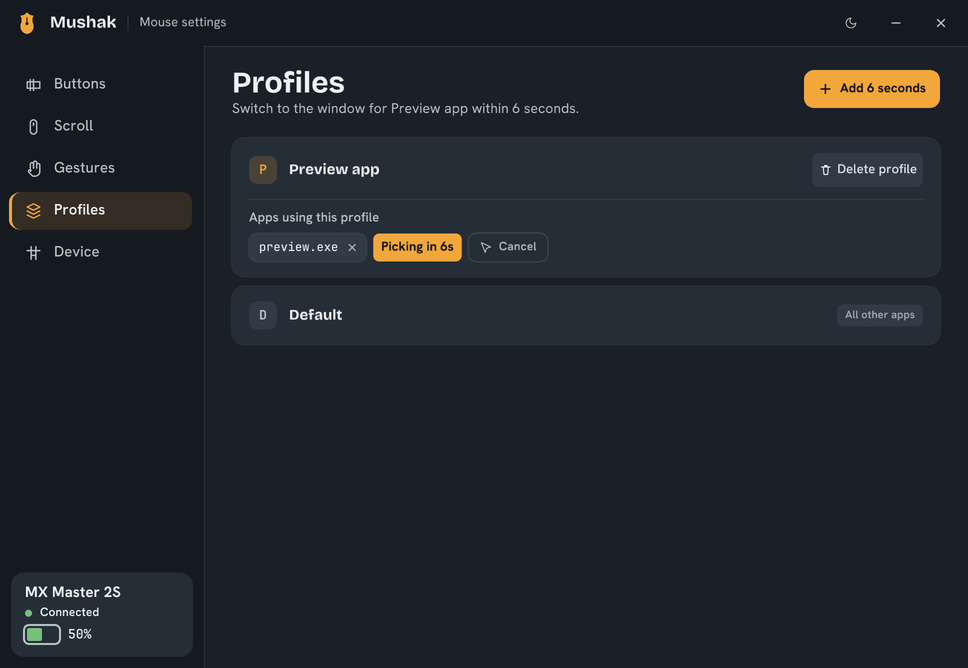 Mushak
Mouse settings
Buttons
Scroll
Gestures
Profiles
Device
MX Master 2S
Connected
50%
Profiles
Switch to the window for Preview app within 6 seconds.
Add 6 seconds
P
Preview app
Delete profile
Apps using this profile
preview.exe
Picking in 6s
Cancel
D
Default
All other apps